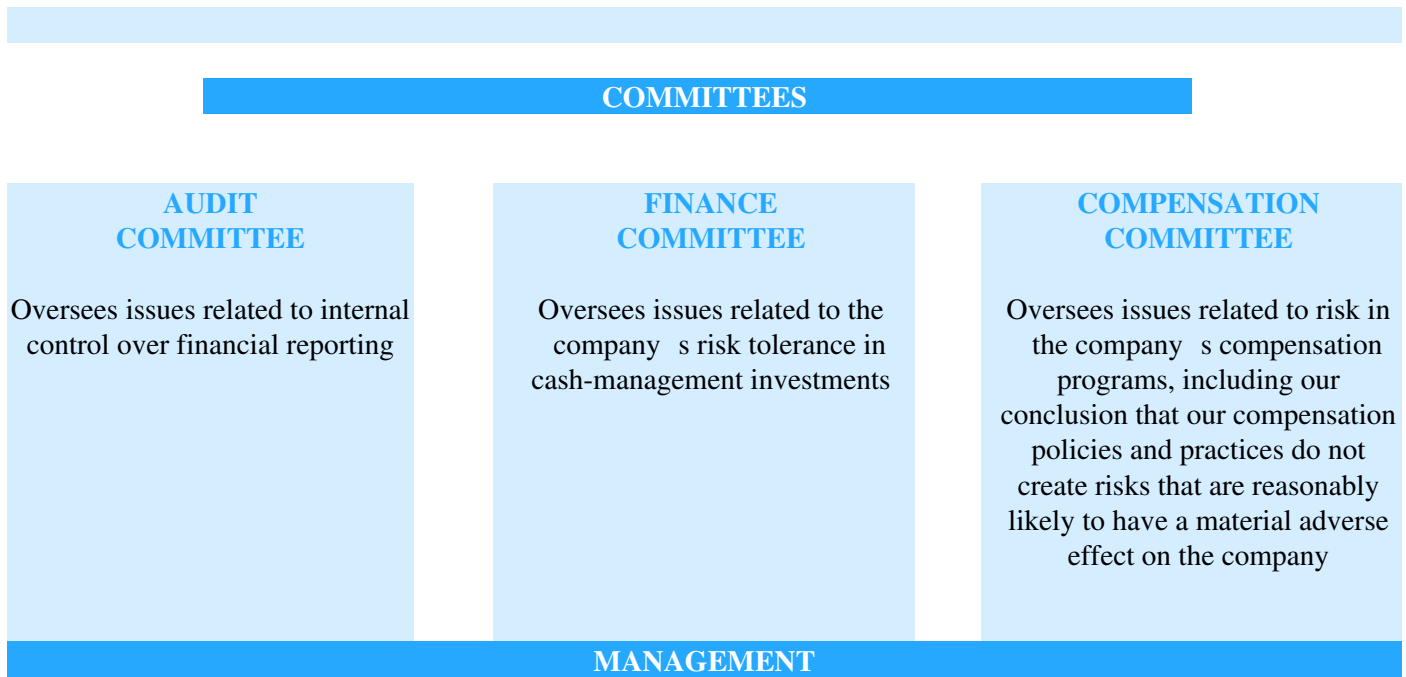 COMMITTEES
AUDIT
COMMITTEE
Oversees issues related to internal
control over financial reporting
FINANCE
COMMITTEE
Oversees issues related to the
company s risk tolerance in
cash-management investments
COMPENSATION
COMMITTEE
Oversees issues related to risk in
the company s compensation
programs, including our
conclusion that our compensation
policies and practices do not
create risks that are reasonably
likely to have a material adverse
effect on the company
MANAGEMENT